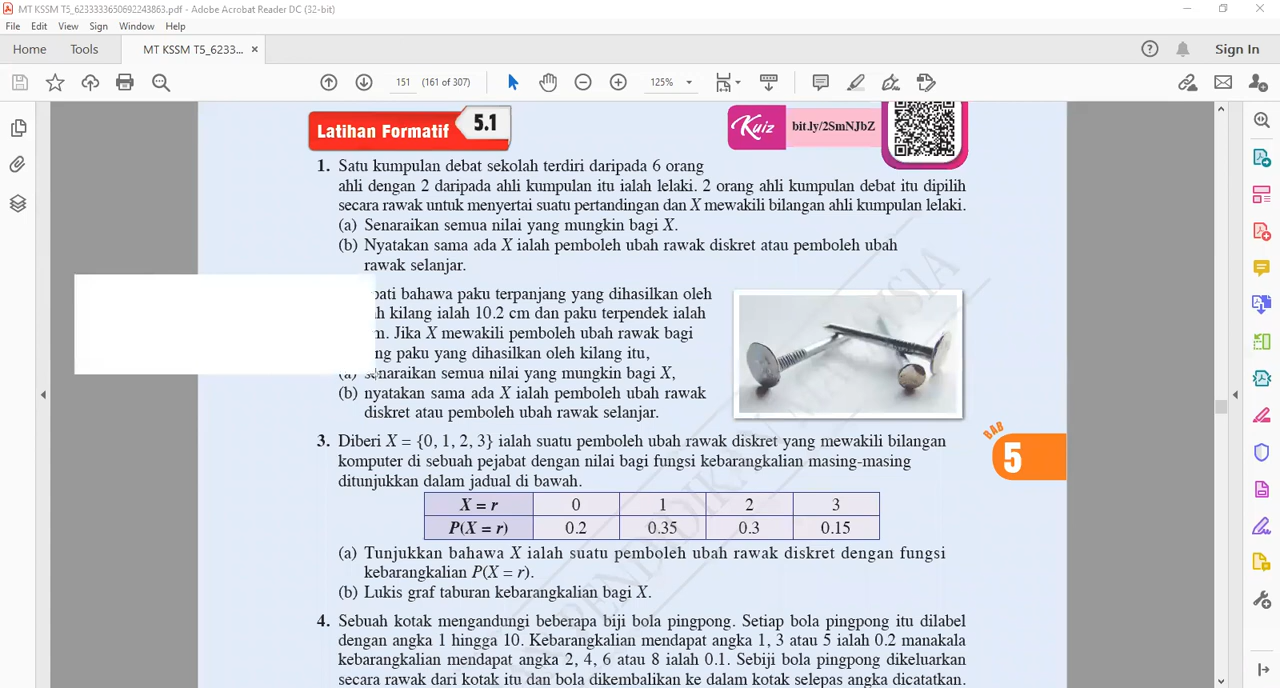 MT KSSM T5_6233333650692243863.pdf - Adobe Acrobat Reader DC (32-bit)
File Edit View Sign Window Help
Home Tools MT KSSM T5_6233... × Sign In
151 (161 of 307) 125%
Latihan Formatif 5.1
Kuiz bit.ly/2SmNJbZ
1. Satu kumpulan debat sekolah terdiri daripada 6 orang
ahli dengan 2 daripada ahli kumpulan itu ialah lelaki. 2 orang ahli kumpulan debat itu dipilih
secara rawak untuk menyertai suatu pertandingan dan X mewakili bilangan ahli kumpulan lelaki.
(a) Senaraikan semua nilai yang mungkin bagi X.
(b) Nyatakan sama ada X ialah pemboleh ubah rawak diskret atau pemboleh ubah
rawak selanjar.
bahawa paku terpanjang yang dihasilkan oleh
kilang ialah 10.2 cm dan paku terpendek ialah
Jika X mewakili pemboleh ubah rawak bagi
paku yang dihasilkan oleh kilang itu,
(a) senaraikan semua nilai yang mungkin bagi X,
(b) nyatakan sama ada X ialah pemboleh ubah rawak
diskret atau pemboleh ubah rawak selanjar.
3. Diberi X = {0, 1, 2, 3} ialah suatu pemboleh ubah rawak diskret yang mewakili bilangan
komputer di sebuah pejabat dengan nilai bagi fungsi kebarangkalian masing-masing
ditunjukkan dalam jadual di bawah.
X = r 0 1 2 3
P(X = r) 0.2 0.35 0.3 0.15
(a) Tunjukkan bahawa X ialah suatu pemboleh ubah rawak diskret dengan fungsi
kebarangkalian P(X = r).
(b) Lukis graf taburan kebarangkalian bagi X.
BAB
5
4. Sebuah kotak mengandungi beberapa biji bola pingpong. Setiap bola pingpong itu dilabel
dengan angka 1 hingga 10. Kebarangkalian mendapat angka 1, 3 atau 5 ialah 0.2 manakala
kebarangkalian mendapat angka 2, 4, 6 atau 8 ialah 0.1. Sebiji bola pingpong dikeluarkan
secara rawak dari kotak itu dan bola dikembalikan ke dalam kotak selepas angka dicatatkan.